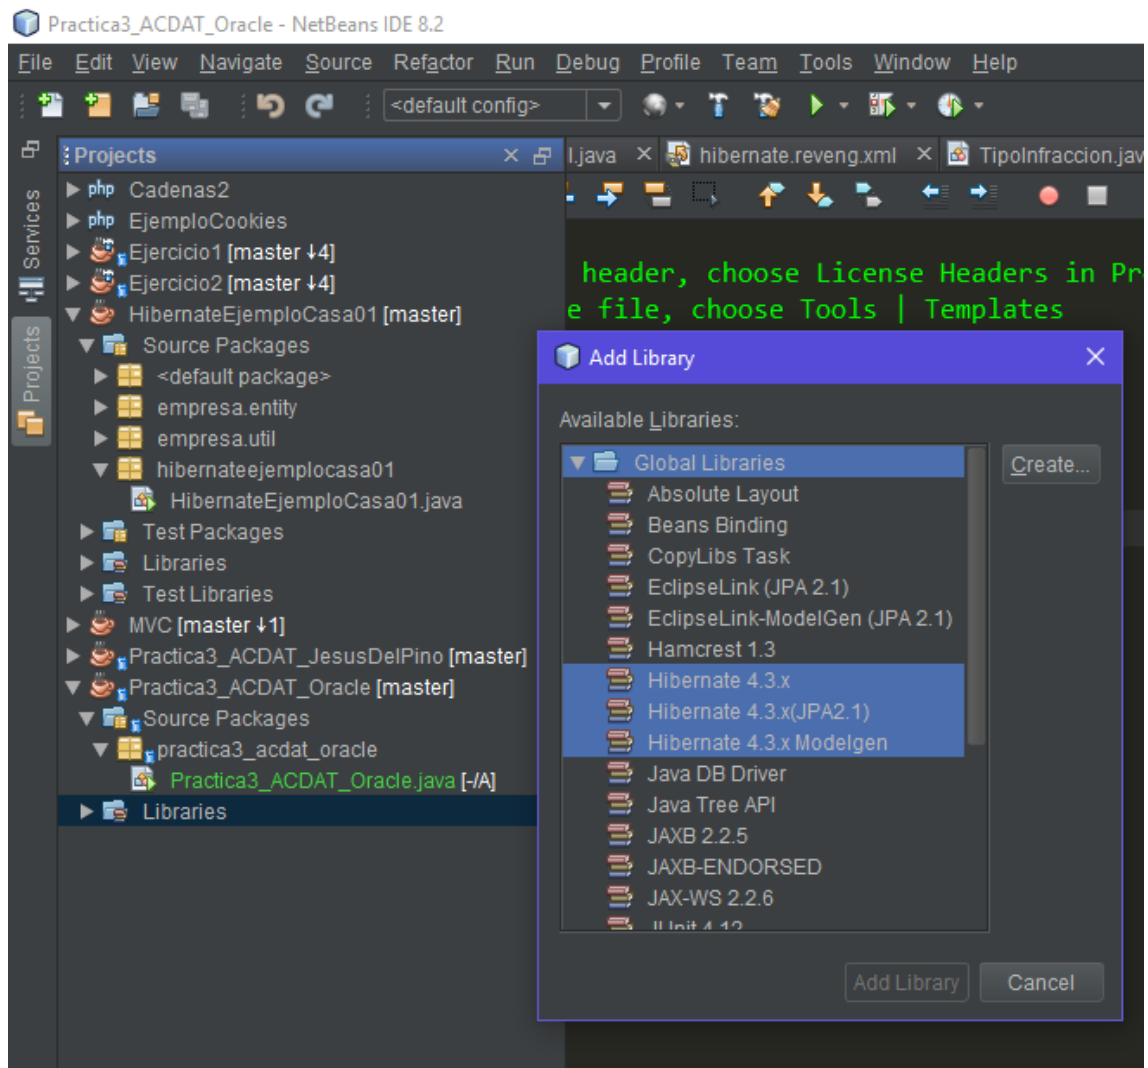 Practica3_ACDAT_Oracle - NetBeans IDE 8.2
File Edit View Navigate Source Refactor Run Debug Profile Team Tools Window Help
<default config>
Projects
l.java
hibernate.reveng.xml
TipoInfraccion.jav
Services
Projects
php Cadenas2
php EjemploCookies
Ejercicio1 [master ↓4]
Ejercicio2 [master ↓4]
HibernateEjemploCasa01 [master]
Source Packages
<default package>
empresa.entity
empresa.util
hibernateejemplocasa01
HibernateEjemploCasa01.java
Test Packages
Libraries
Test Libraries
MVC [master ↓1]
Practica3_ACDAT_JesusDelPino [master]
Practica3_ACDAT_Oracle [master]
Source Packages
practica3_acdat_oracle
Practica3_ACDAT_Oracle.java [-/A]
Libraries
header, choose License Headers in Pr
e file, choose Tools | Templates
Add Library
Available Libraries:
Global Libraries
Absolute Layout
Beans Binding
CopyLibs Task
EclipseLink (JPA 2.1)
EclipseLink-ModelGen (JPA 2.1)
Hamcrest 1.3
Hibernate 4.3.x
Hibernate 4.3.x(JPA2.1)
Hibernate 4.3.x Modelgen
Java DB Driver
Java Tree API
JAXB 2.2.5
JAXB-ENDORSED
JAX-WS 2.2.6
JUnit 4.12
Create...
Add Library
Cancel